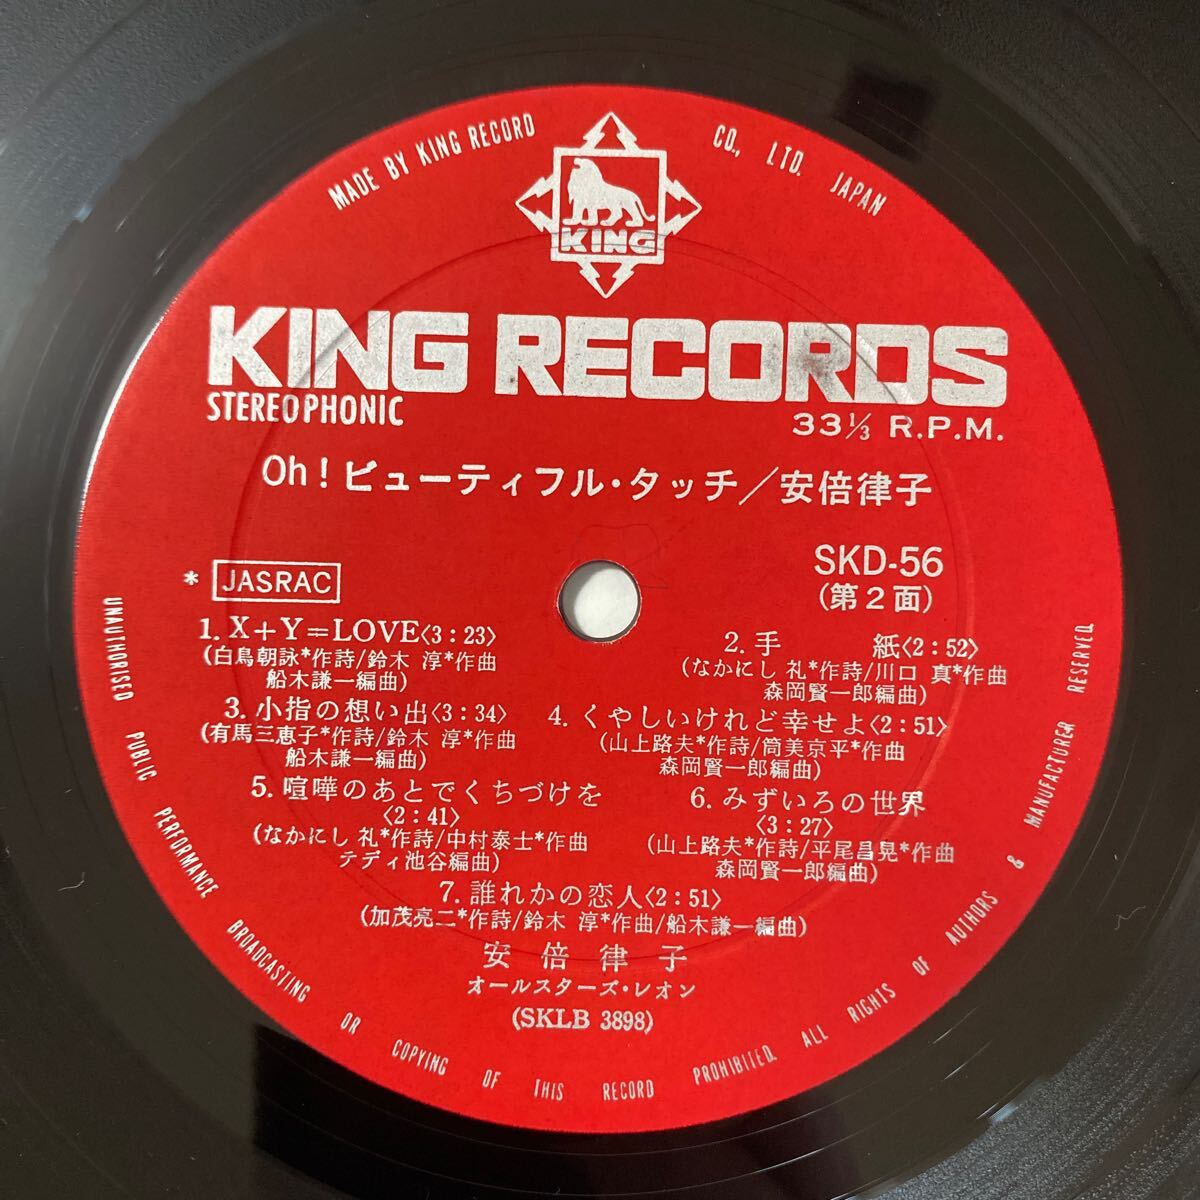 MADE BY KING RECORD CO., LTD. JAPAN
KING
KING RECORDS
STEREOPHONIC
33⅓ R.P.M.
Oh!ビューティフル・タッチ/安倍律子
SKD-56
(第2面)
* JASRAC
1. X+Y=LOVE〈3:23〉
(白鳥朝詠*作詩/鈴木 淳*作曲
船木謙一編曲)
2. 手 紙〈2:52〉
(なかにし 礼*作詩/川口 真*作曲
森岡賢一郎編曲)
3. 小指の想い出〈3:34〉
(有馬三恵子*作詩/鈴木 淳*作曲
船木謙一編曲)
4. くやしいけれど幸せよ〈2:51〉
(山上路夫*作詩/筒美京平*作曲
森岡賢一郎編曲)
5. 喧嘩のあとでくちづけを
〈2:41〉
(なかにし 礼*作詩/中村泰士*作曲
テディ池谷編曲)
6. みずいろの世界
〈3:27〉
(山上路夫*作詩/平尾昌晃*作曲
森岡賢一郎編曲)
7. 誰れかの恋人〈2:51〉
(加茂亮二*作詩/鈴木 淳*作曲/船木謙一編曲)
安倍律子
オールスターズ・レオン
(SKLB 3898)
UNAUTHORISED PUBLIC PERFORMANCE BROADCASTING OR COPYING OF THIS RECORD PROHIBITED. ALL RIGHTS OF AUTHORS & MANUFACTURER RESERVED.